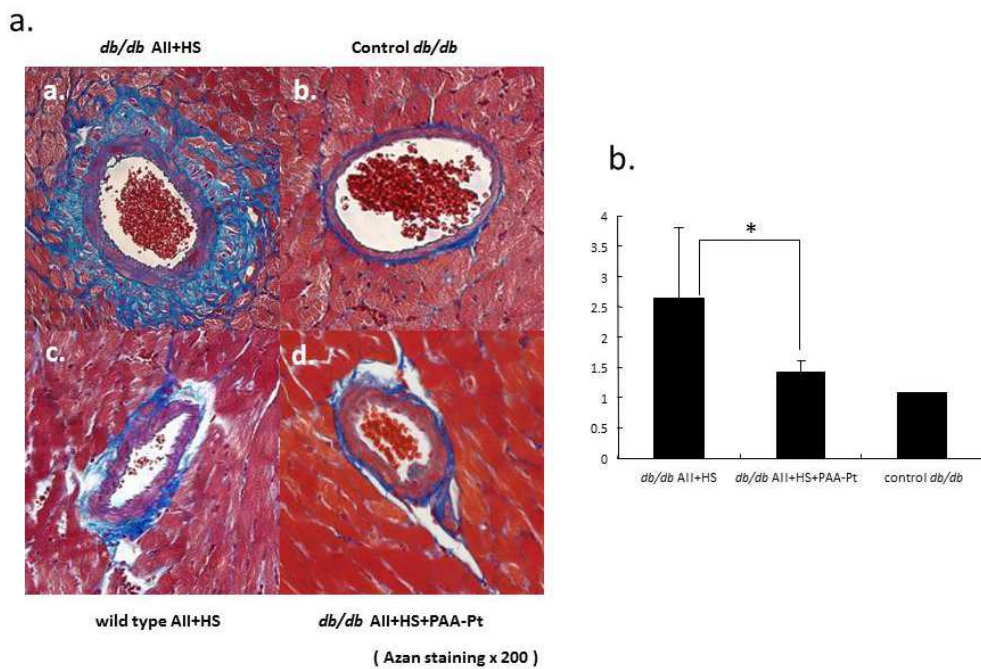 a.
db/db AII+HS
Control db/db
a.
b.
c.
d.
wild type AII+HS
db/db AII+HS+PAA-Pt
( Azan staining x 200 )
b.
4
3.5
3
2.5
2
1.5
1
0.5
0
*
db/db AII+HS
db/db AII+HS+PAA-Pt
control db/db